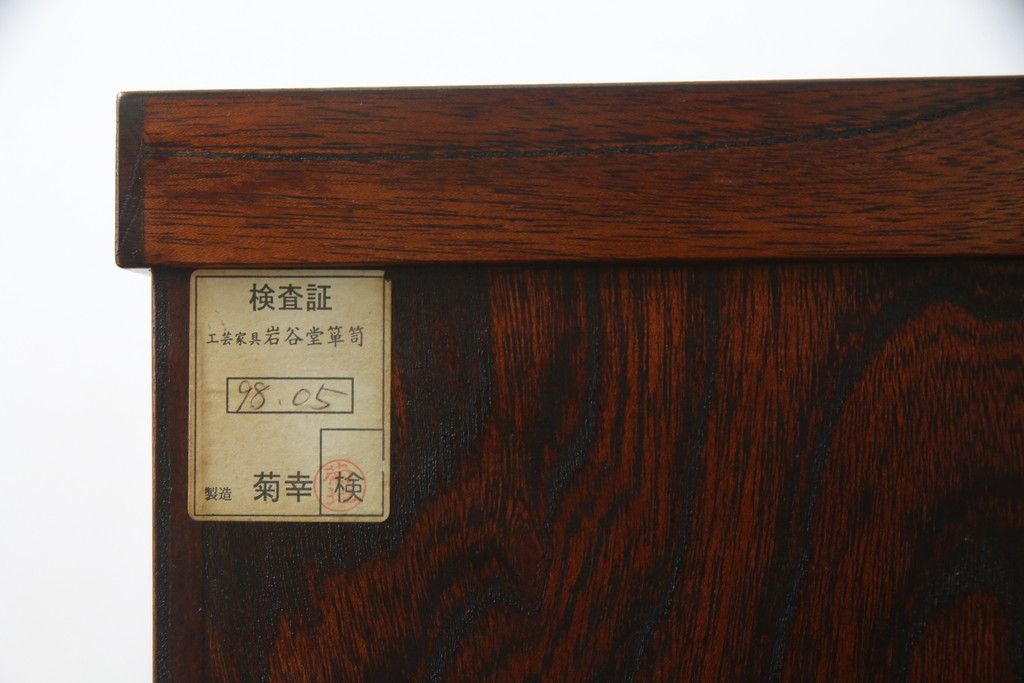 検査証
工芸家具岩谷堂箪笥
98.05
製造 菊幸 検